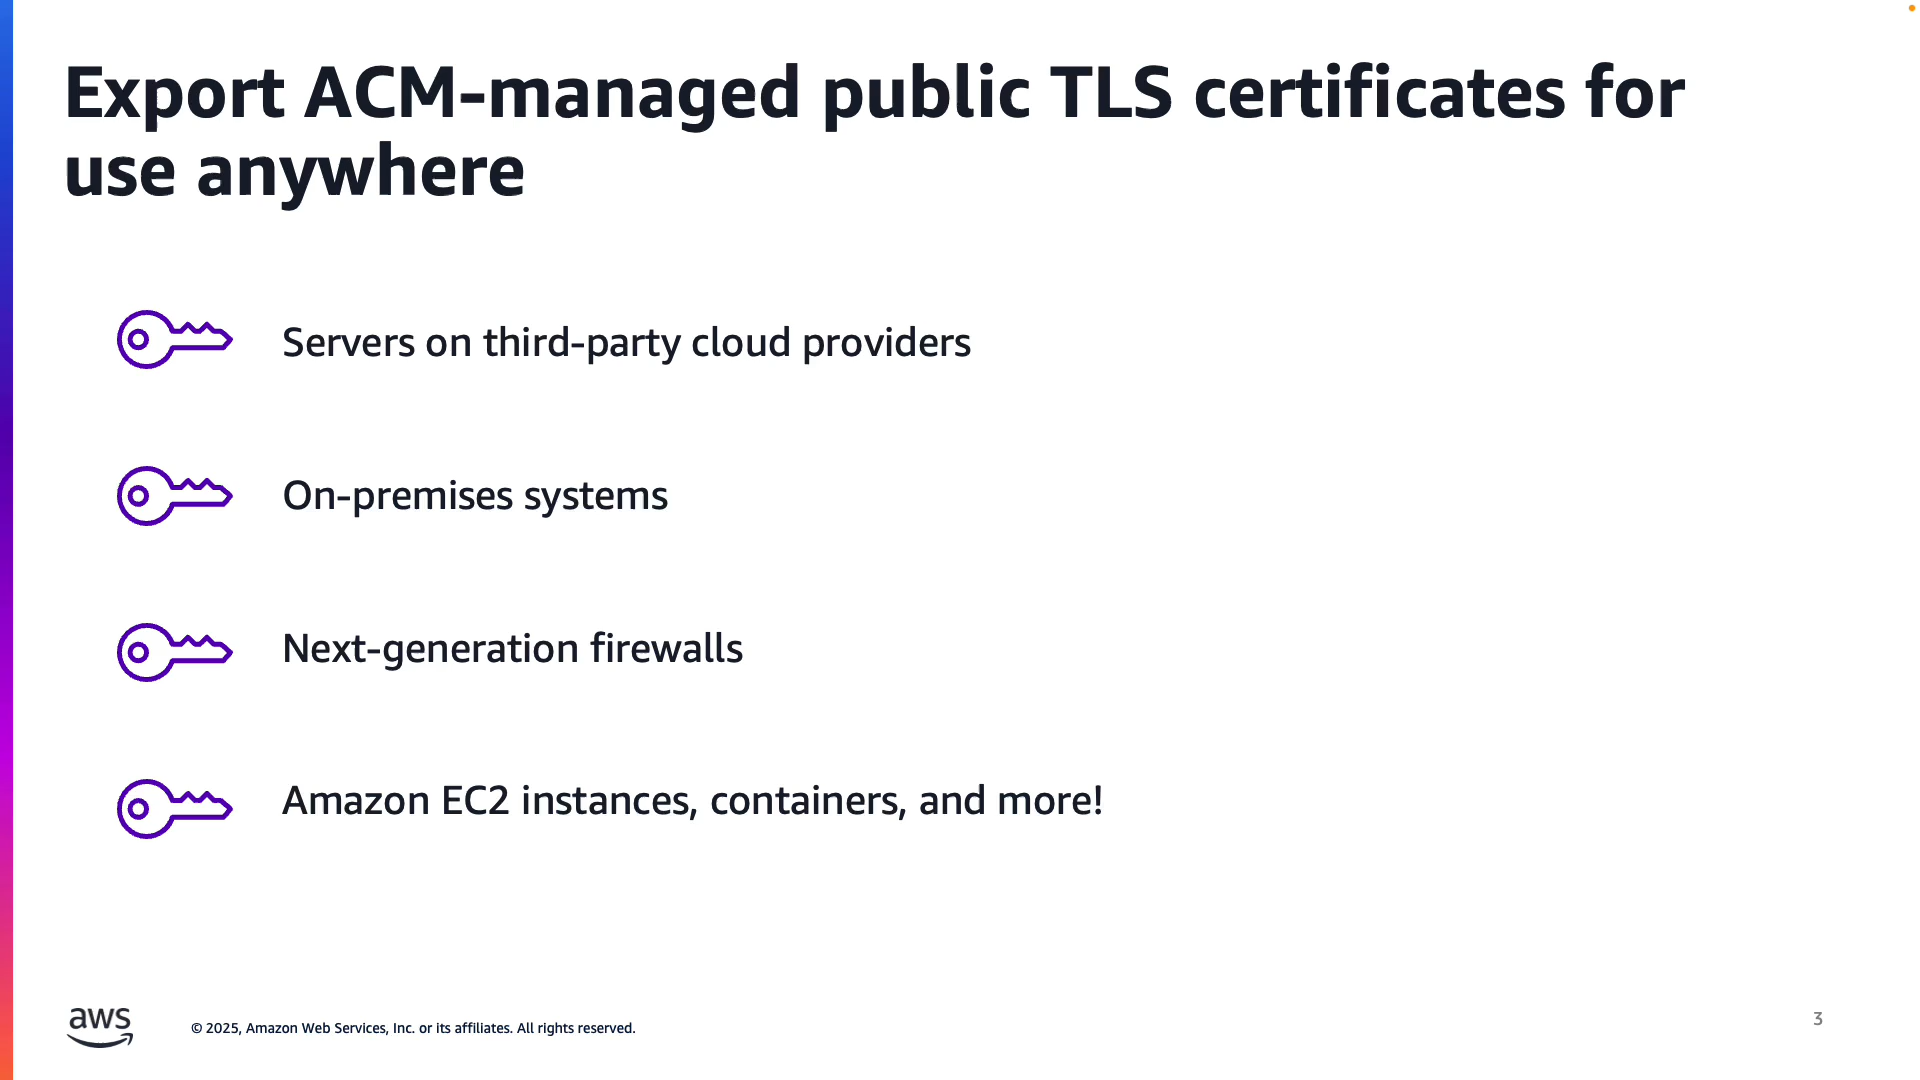 Export ACM-managed public TLS certificates for
use anywhere
Servers on third-party cloud providers
On-premises systems
Next-generation firewalls
Amazon EC2 instances, containers, and more!
aws
© 2025, Amazon Web Services, Inc. or its affiliates. All rights reserved.
3